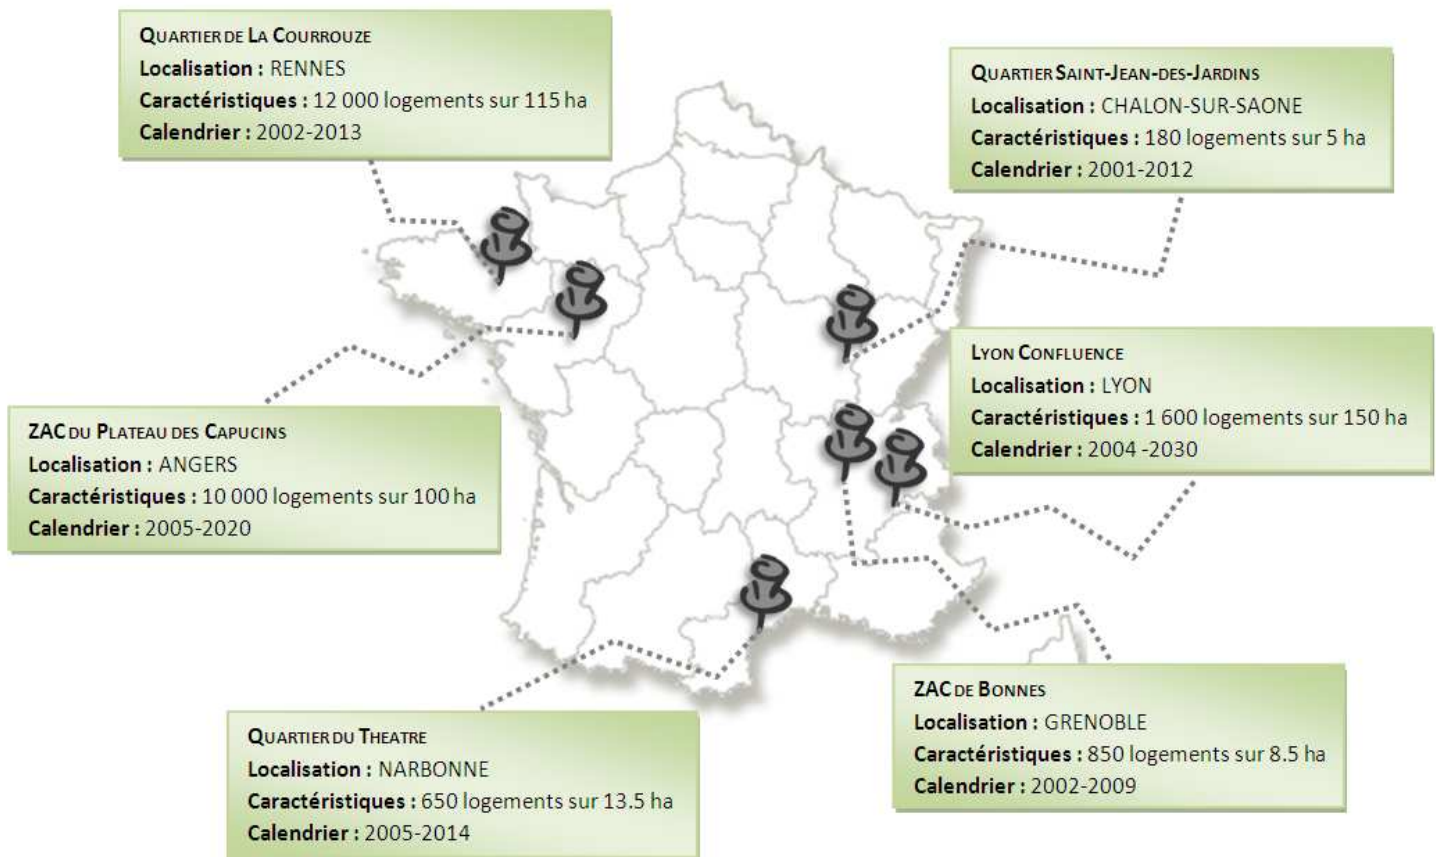 QUARTIER DE LA COURROUZE
Localisation : RENNES
Caractéristiques : 12 000 logements sur 115 ha
Calendrier : 2002-2013
QUARTIER SAINT-JEAN-DES-JARDINS
Localisation : CHALON-SUR-SAONE
Caractéristiques : 180 logements sur 5 ha
Calendrier : 2001-2012
LYON CONFLUENCE
Localisation : LYON
Caractéristiques : 1 600 logements sur 150 ha
Calendrier : 2004 -2030
ZAC DU PLATEAU DES CAPUCINS
Localisation : ANGERS
Caractéristiques : 10 000 logements sur 100 ha
Calendrier : 2005-2020
ZAC DE BONNES
Localisation : GRENOBLE
Caractéristiques : 850 logements sur 8.5 ha
Calendrier : 2002-2009
QUARTIER DU THEATRE
Localisation : NARBONNE
Caractéristiques : 650 logements sur 13.5 ha
Calendrier : 2005-2014